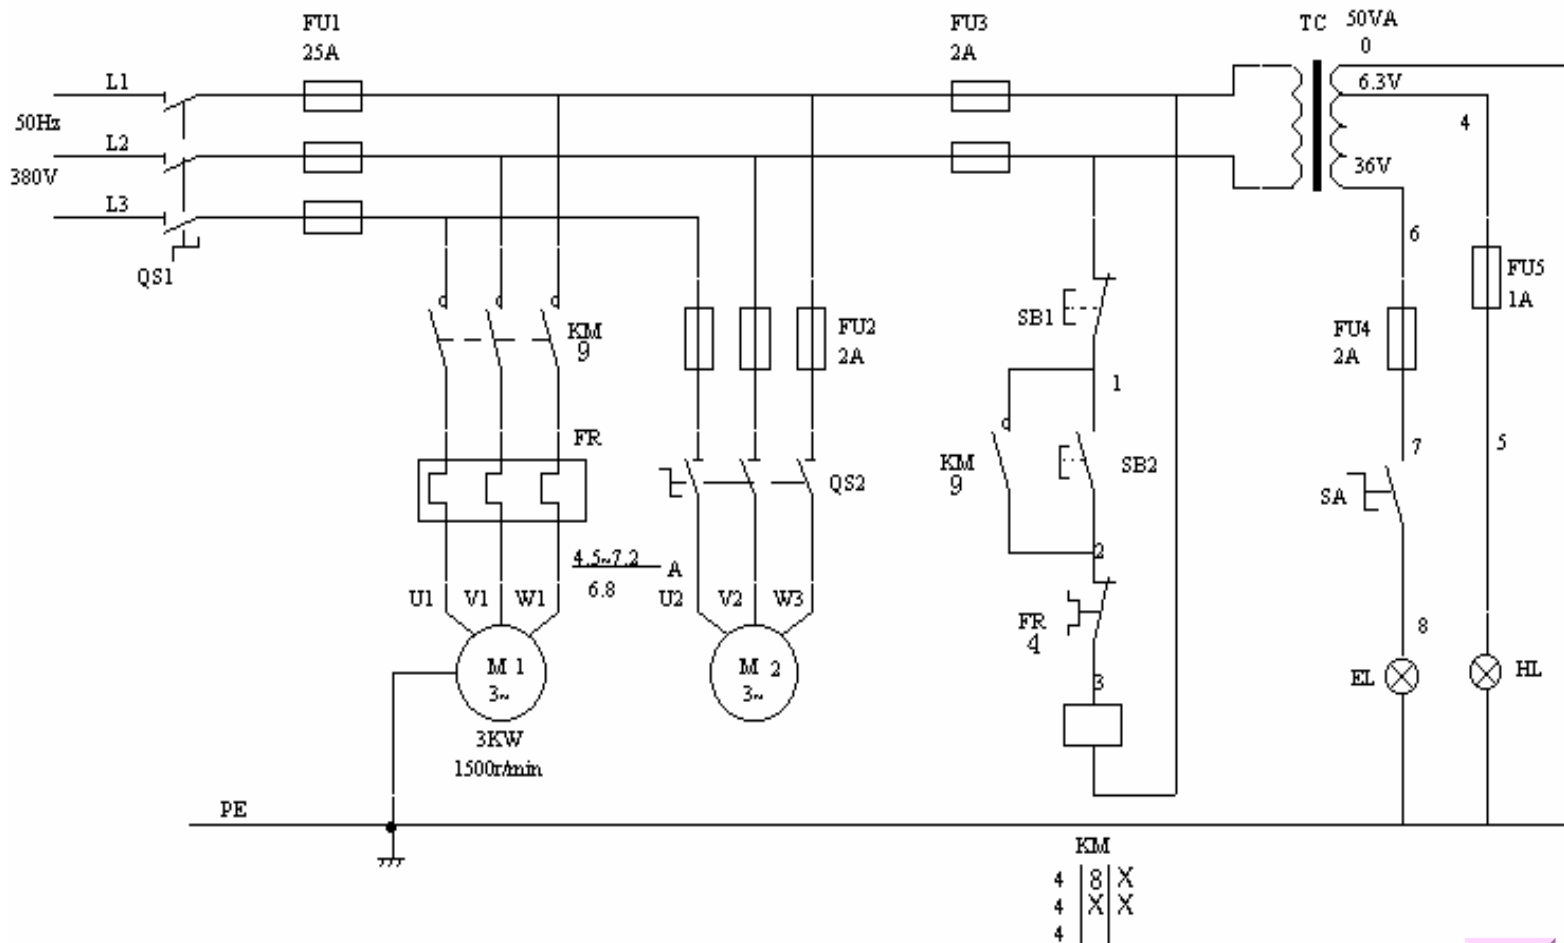 FU1
25A
FU3
2A
TC
50VA
0
L1
50Hz
6.3V
4
L2
380V
36V
L3
6
QS1
FU5
1A
SB1
KM
9
FU2
2A
FU4
2A
1
FR
KM
9
SB2
7
5
QS2
SA
4.5~7.2
A
6.8
2
U1
V1
W1
U2
V2
W3
FR
4
8
M 1
3~
M 2
3~
3
EL
HL
3KW
1500r/min
PE
KM
4 8 X
4 X X
4